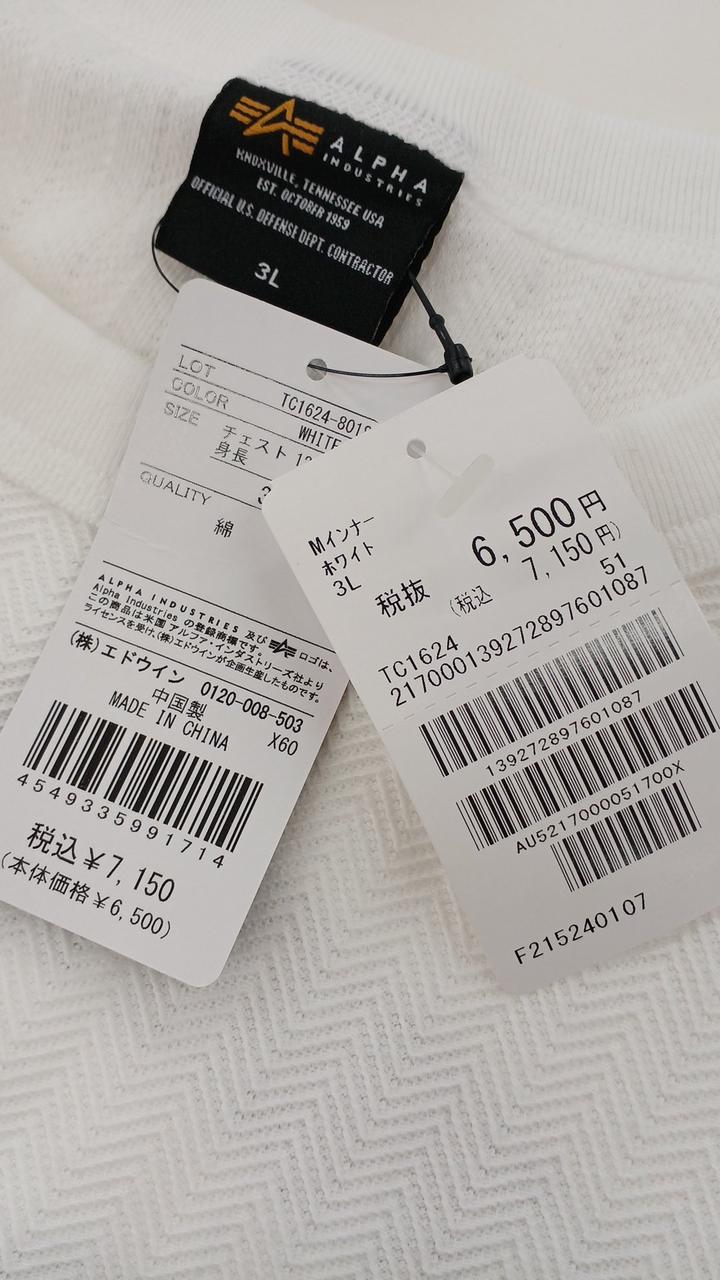 ALPHA
INDUSTRIES
KNOXVILLE, TENNESSEE USA
EST. OCTOBER 1959
OFFICIAL U.S. DEFENSE DEPT. CONTRACTOR
3L
LOT
TC1624-801
COLOR
WHITE
SIZE
チェスト
身長
QUALITY
綿
ALPHA INDUSTRIES 及び ロゴは、
Alpha Industries の登録商標です。
この商品は米国 アルファ・インダストリーズ社より
ライセンスを受け、(株)エドウインが企画生産したものです。
(株)エドウイン 0120-008-503
中国製
MADE IN CHINA X60
4549335991714
税込¥7,150
(本体価格¥6,500)
Mインナー
ホワイト
3L
税抜 6,500円
(税込 7,150円)
51
TC1624
2170001392728976​01087
139272897601087
AU5217000051700X
F215240107